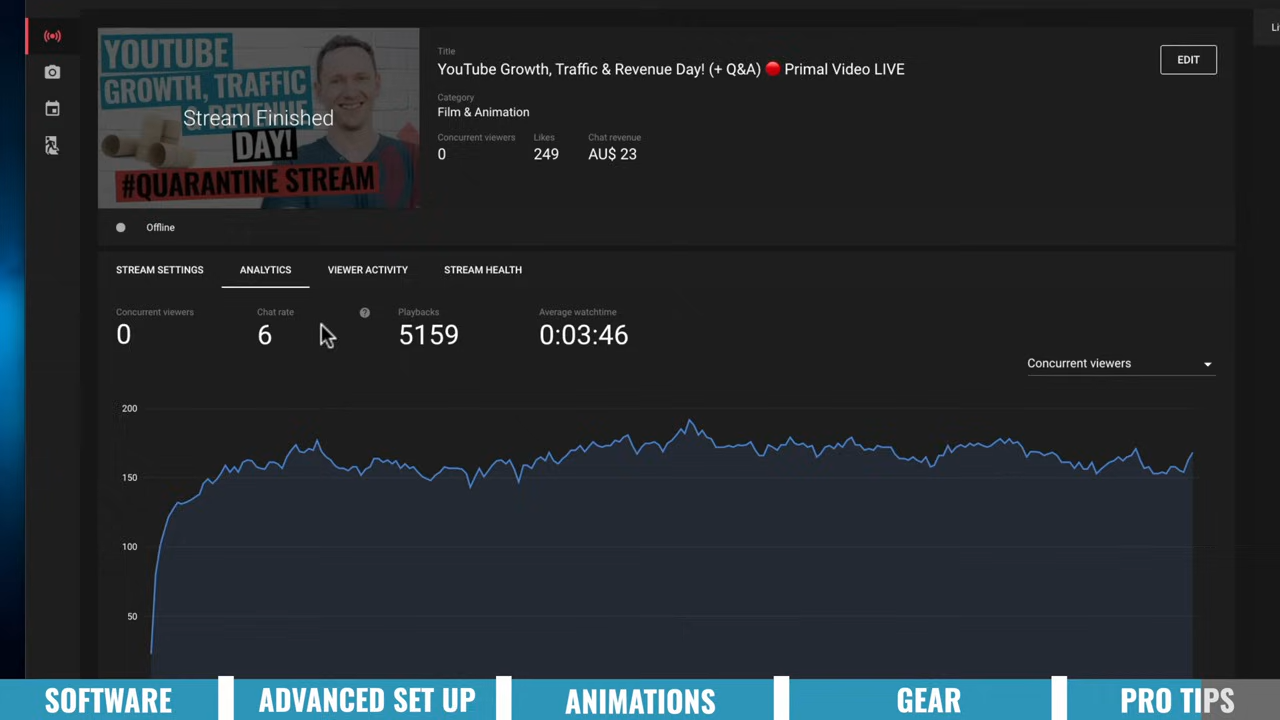 YOUTUBE
GROWTH, TRAFFIC
& REVENUE
DAY!
#QUARANTINE STREAM
Stream Finished
Title
YouTube Growth, Traffic & Revenue Day! (+ Q&A) 🔴 Primal Video LIVE
EDIT
Category
Film & Animation
Concurrent viewers Likes Chat revenue
0 249 AU$ 23
Offline
STREAM SETTINGS ANALYTICS VIEWER ACTIVITY STREAM HEALTH
Concurrent viewers Chat rate Playbacks Average watchtime
0 6 5159 0:03:46
Concurrent viewers
200
150
100
50
SOFTWARE ADVANCED SET UP ANIMATIONS GEAR PRO TIPS